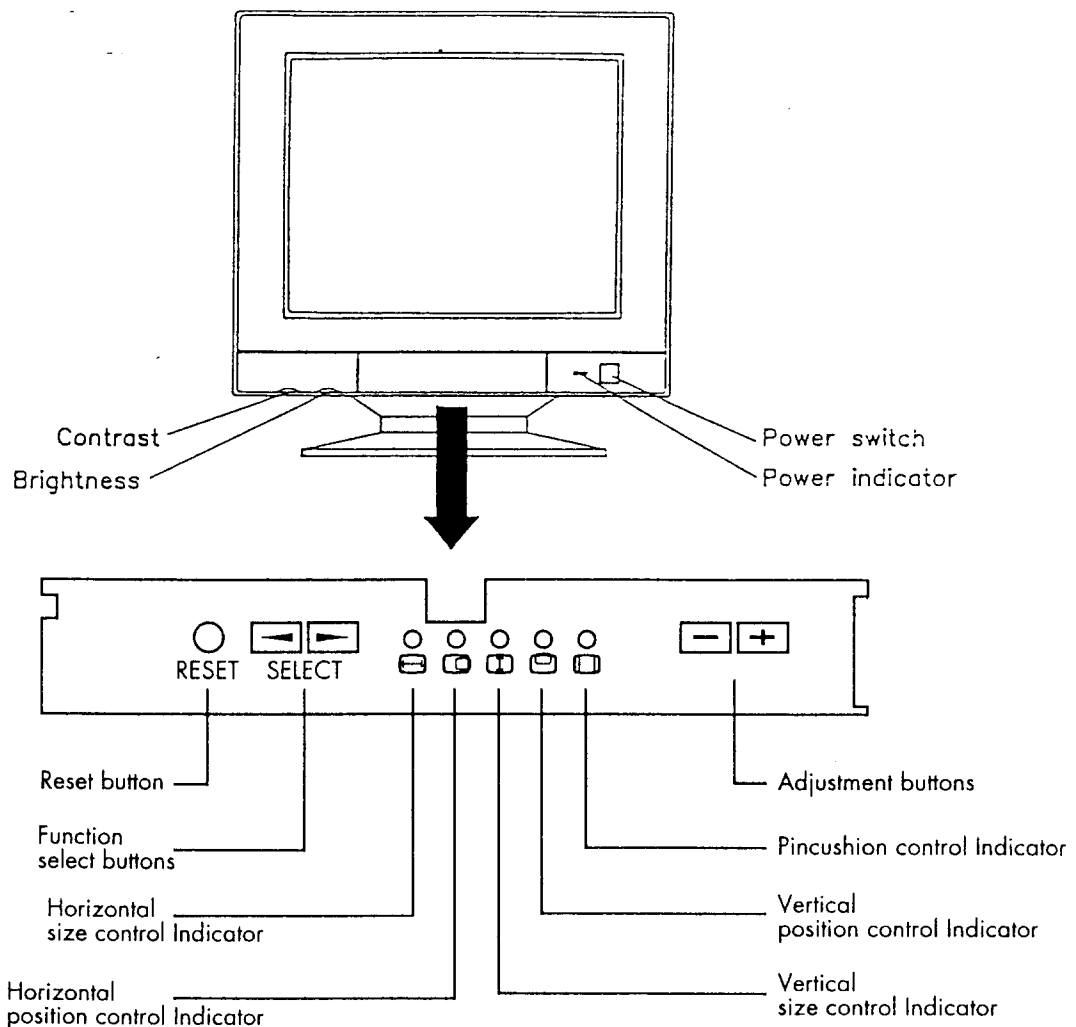 Contrast
Brightness
Power switch
Power indicator
RESET
SELECT
Reset button
Adjustment buttons
Function
select buttons
Pincushion control Indicator
Horizontal
size control Indicator
Vertical
position control Indicator
Horizontal
position control Indicator
Vertical
size control Indicator